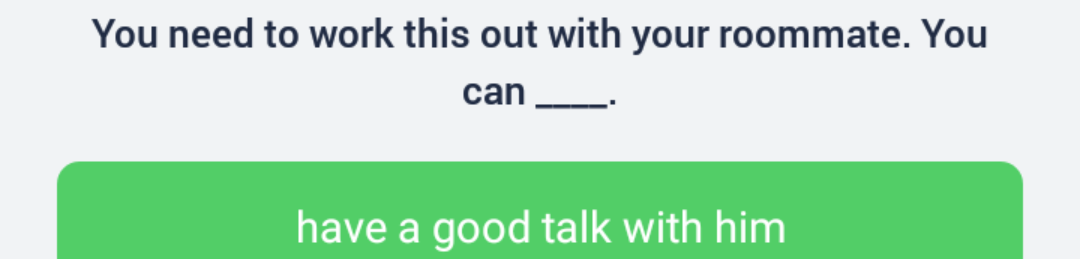 You need to work this out with your roommate. You
can ____.
have a good talk with him